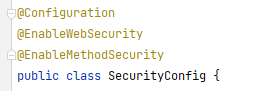 @Configuration
@EnableWebSecurity
@EnableMethodSecurity
public class SecurityConfig {